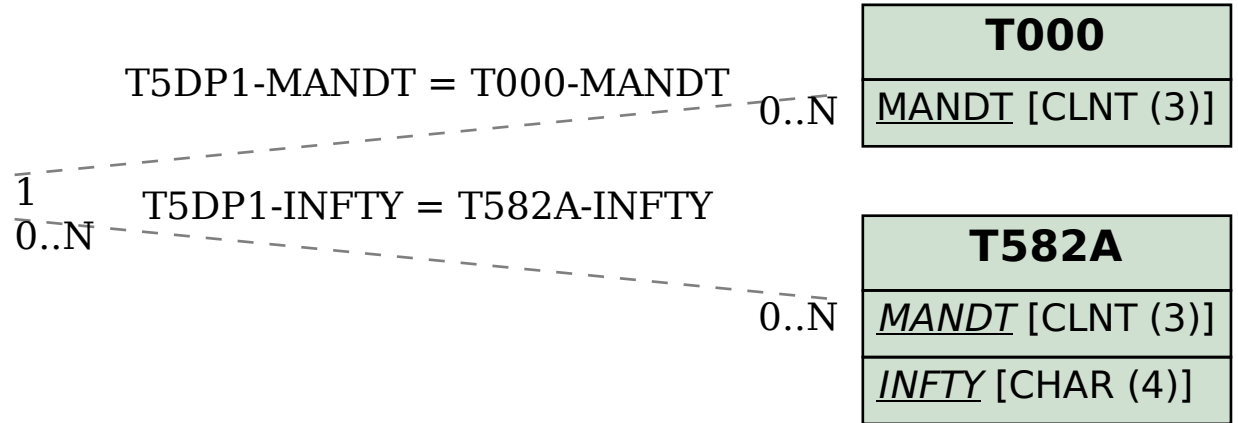 T000
T5DP1-MANDT = T000-MANDT
0..N
MANDT [CLNT (3)]
1
T5DP1-INFTY = T582A-INFTY
0..N
T582A
0..N
MANDT [CLNT (3)]
INFTY [CHAR (4)]